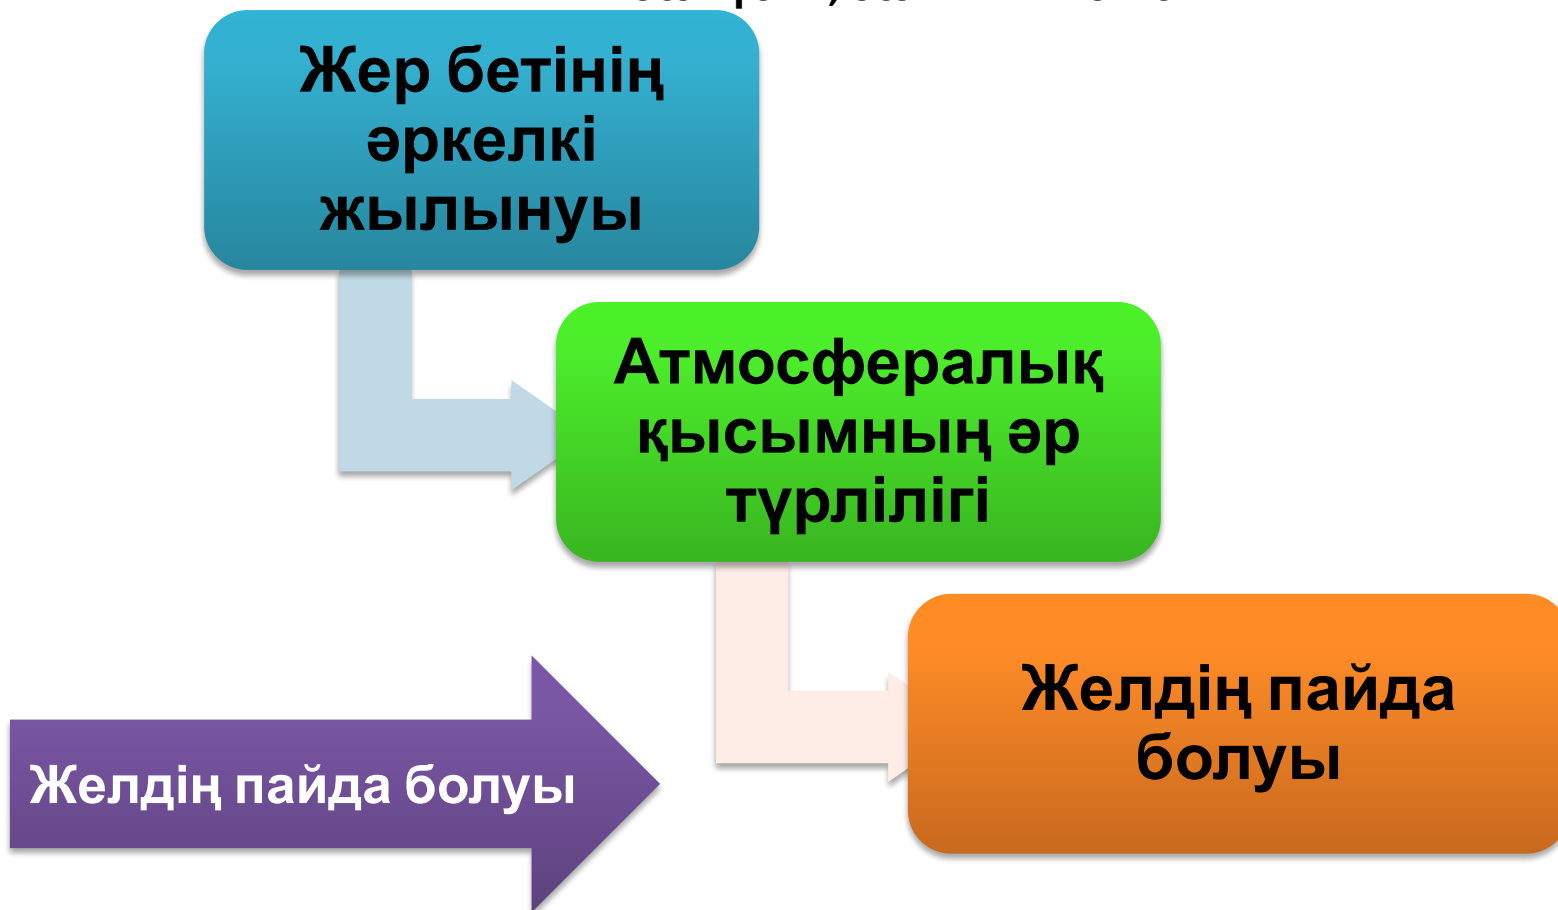 Жер бетінің
әркелкі
жылынуы
Атмосфералық
қысымның әр
түрлілігі
Желдің пайда
болуы
Желдің пайда болуы